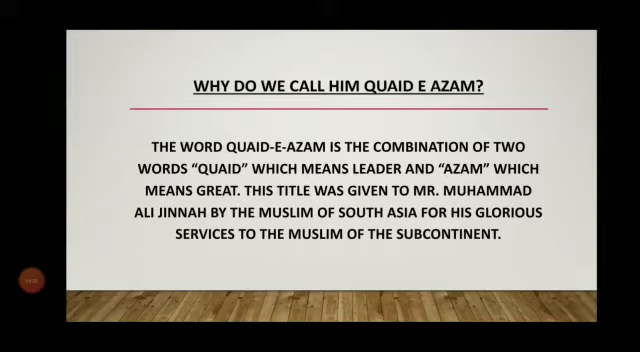 WHY DO WE CALL HIM QUAID E AZAM?
THE WORD QUAID-E-AZAM IS THE COMBINATION OF TWO
WORDS “QUAID” WHICH MEANS LEADER AND “AZAM” WHICH
MEANS GREAT. THIS TITLE WAS GIVEN TO MR. MUHAMMAD
ALI JINNAH BY THE MUSLIM OF SOUTH ASIA FOR HIS GLORIOUS
SERVICES TO THE MUSLIM OF THE SUBCONTINENT.